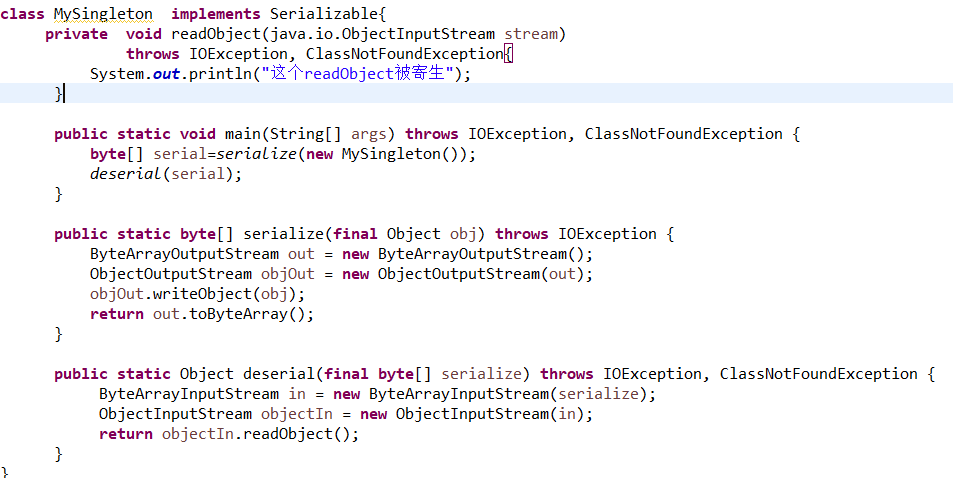 class MySingleton  implements Serializable{
     private  void readObject(java.io.ObjectInputStream stream)
              throws IOException, ClassNotFoundException{
          System.out.println("这个readObject被寄生");
      }
      public static void main(String[] args) throws IOException, ClassNotFoundException {
          byte[] serial=serialize(new MySingleton());
          deserial(serial);
      }
      public static byte[] serialize(final Object obj) throws IOException {
          ByteArrayOutputStream out = new ByteArrayOutputStream();
          ObjectOutputStream objOut = new ObjectOutputStream(out);
          objOut.writeObject(obj);
          return out.toByteArray();
      }
      public static Object deserial(final byte[] serialize) throws IOException, ClassNotFoundException {
           ByteArrayInputStream in = new ByteArrayInputStream(serialize);
           ObjectInputStream objectIn = new ObjectInputStream(in);
           return objectIn.readObject();
      }
}